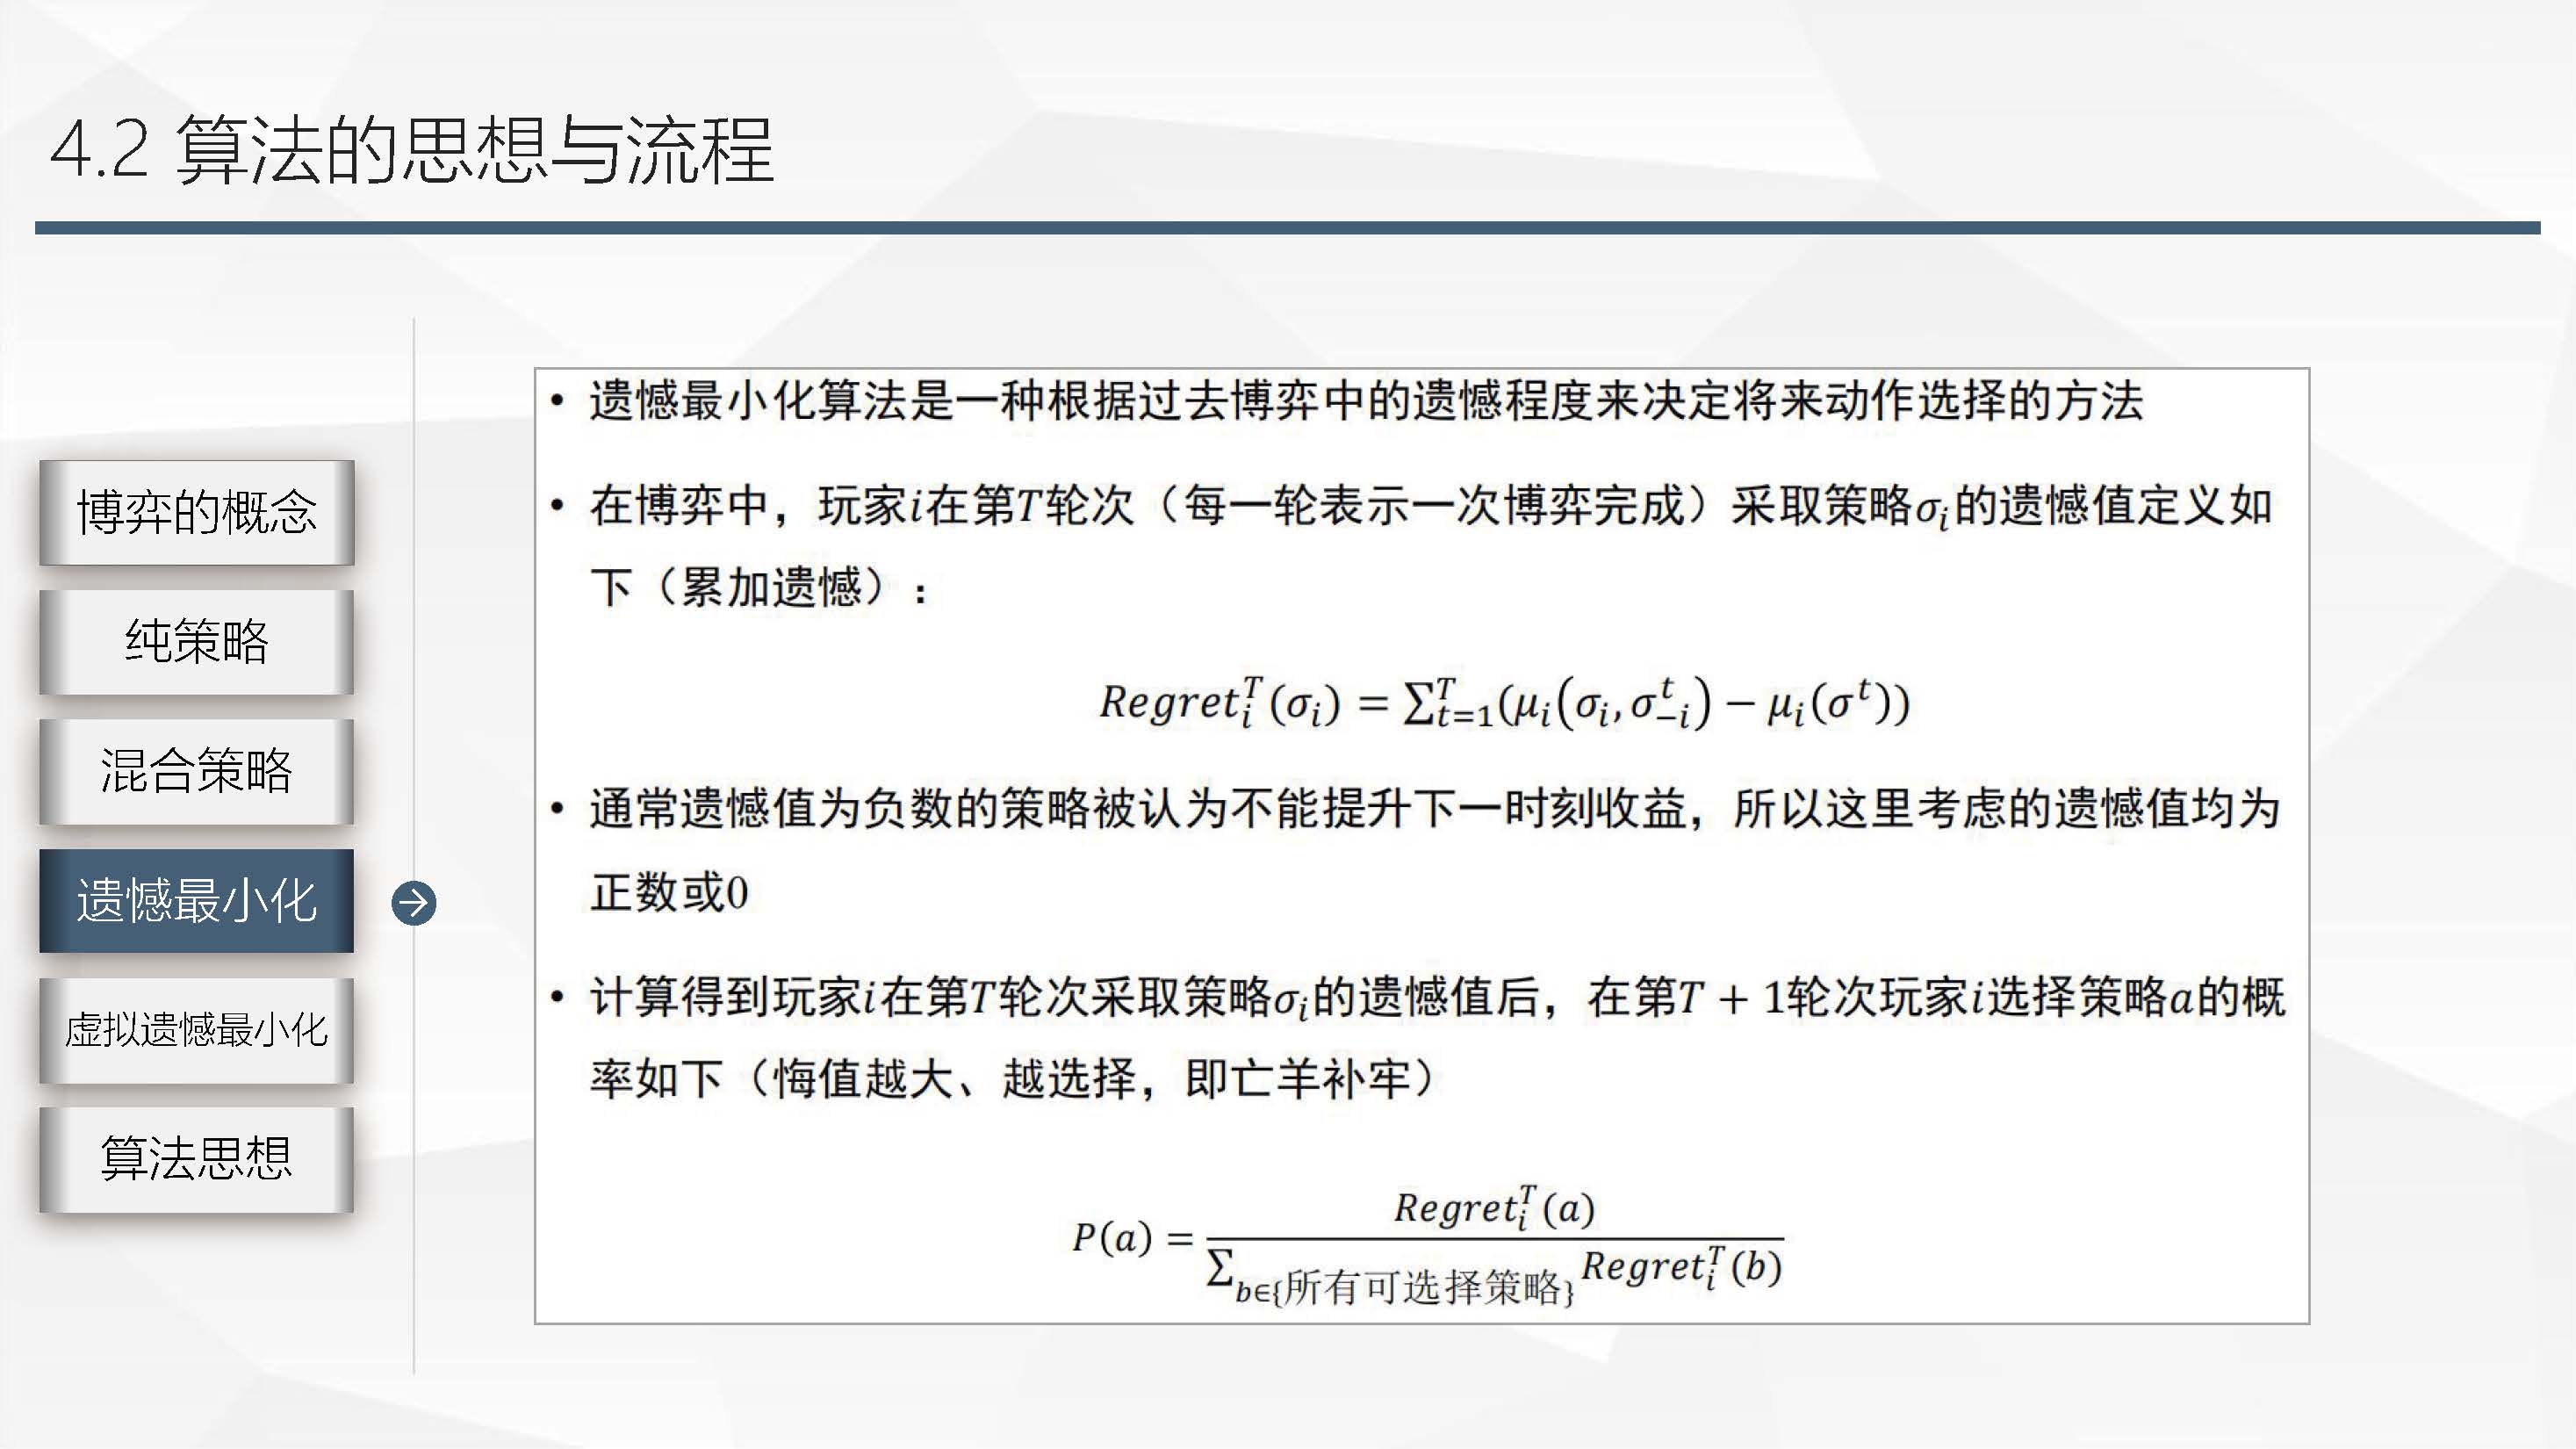 4.2 算法的思想与流程
博弈的概念
纯策略
混合策略
遗憾最小化
虚拟遗憾最小化
算法思想
• 遗憾最小化算法是一种根据过去博弈中的遗憾程度来决定将来动作选择的方法
• 在博弈中，玩家i在第T轮次（每一轮表示一次博弈完成）采取策略σᵢ的遗憾值定义如
下（累加遗憾）：
$Regret_i^T(\sigma_i) = \sum_{t=1}^{T}(\mu_i(\sigma_i, \sigma_{-i}^t) - \mu_i(\sigma^t))$
• 通常遗憾值为负数的策略被认为不能提升下一时刻收益，所以这里考虑的遗憾值均为
正数或0
• 计算得到玩家i在第T轮次采取策略σᵢ的遗憾值后，在第T + 1轮次玩家i选择策略a的概
率如下（悔值越大、越选择，即亡羊补牢）
$P(a) = \frac{Regret_i^T(a)}{\sum_{b\in\{所有可选择策略\}} Regret_i^T(b)}$